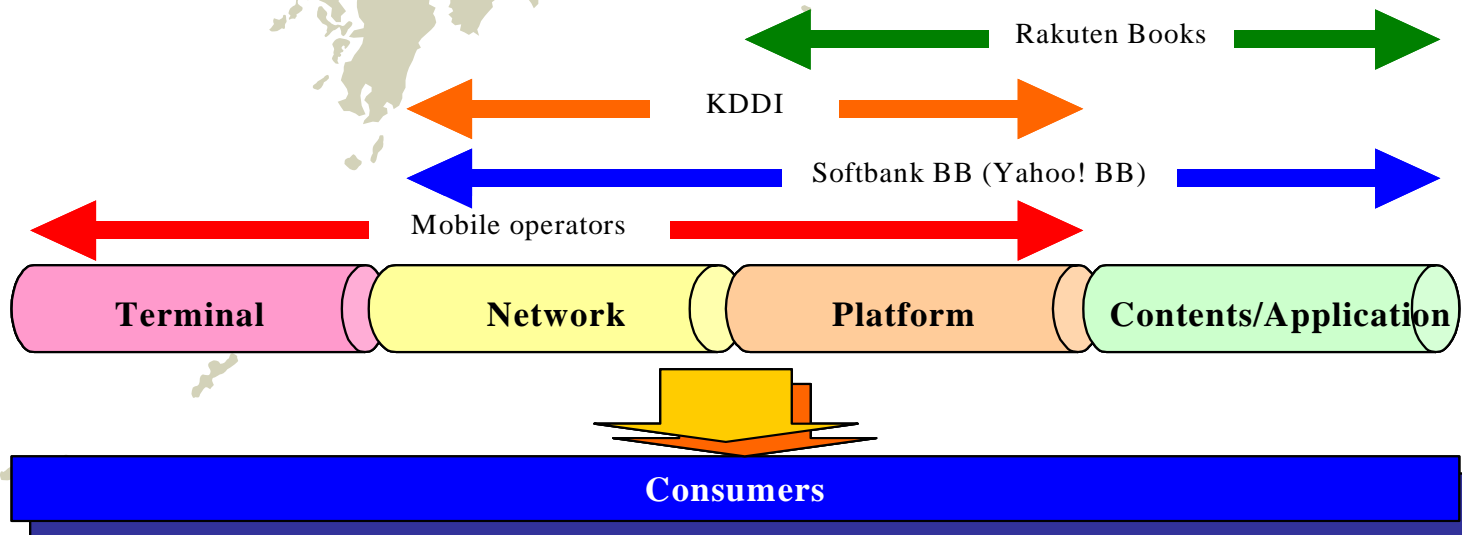 Rakuten Books
KDDI
Softbank BB (Yahoo! BB)
Mobile operators
Terminal
Network
Platform
Contents/Application
Consumers